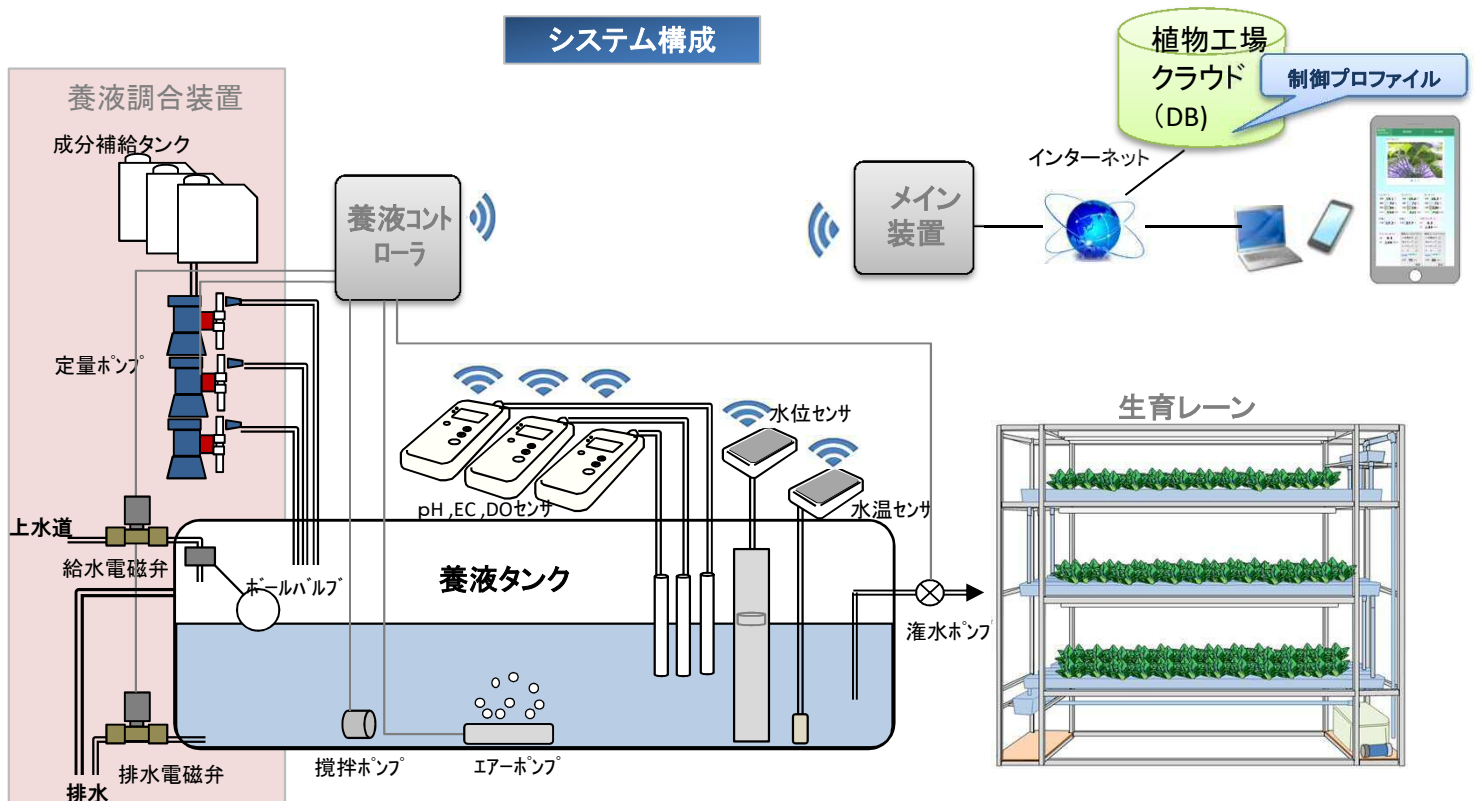 システム構成
植物工場
クラウド
(DB)
制御プロファイル
養液調合装置
成分補給タンク
インターネット
養液ｺﾝﾄ
ﾛｰﾗ
メイン
装置
定量ﾎﾟﾝﾌﾟ
水位ｾﾝｻ
生育レーン
pH ,EC ,DOｾﾝｻ
水温ｾﾝｻ
上水道
給水電磁弁
ﾎﾞｰﾙﾊﾞﾙﾌﾞ
養液タンク
潅水ﾎﾟﾝﾌﾟ
排水電磁弁
撹拌ﾎﾟﾝﾌﾟ
ｴｱｰﾎﾟﾝﾌﾟ
排水